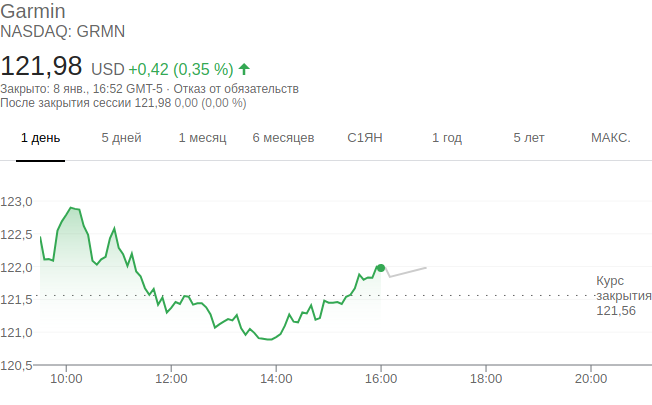 Garmin
NASDAQ: GRMN
121,98 USD +0,42 (0,35 %)
Закрыто: 8 янв., 16:52 GMT-5 · Отказ от обязательств
После закрытия сессии 121,98 0,00 (0,00 %)
1 день 5 дней 1 месяц 6 месяцев С1ЯН 1 год 5 лет МАКС.
123,0
122,5
122,0
121,5
121,0
120,5
Курс
закрытия
121,56
10:00 12:00 14:00 16:00 18:00 20:00